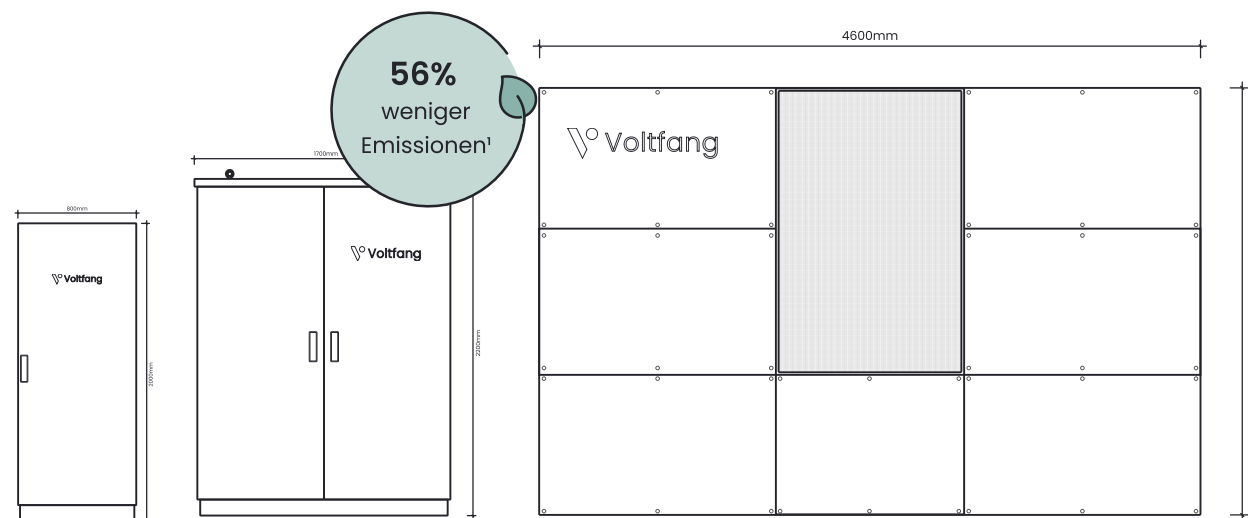 4600mm
56%
weniger
Emissionen¹
Voltfang
1700mm
800mm
Voltfang
Voltfang
2200mm
2000mm